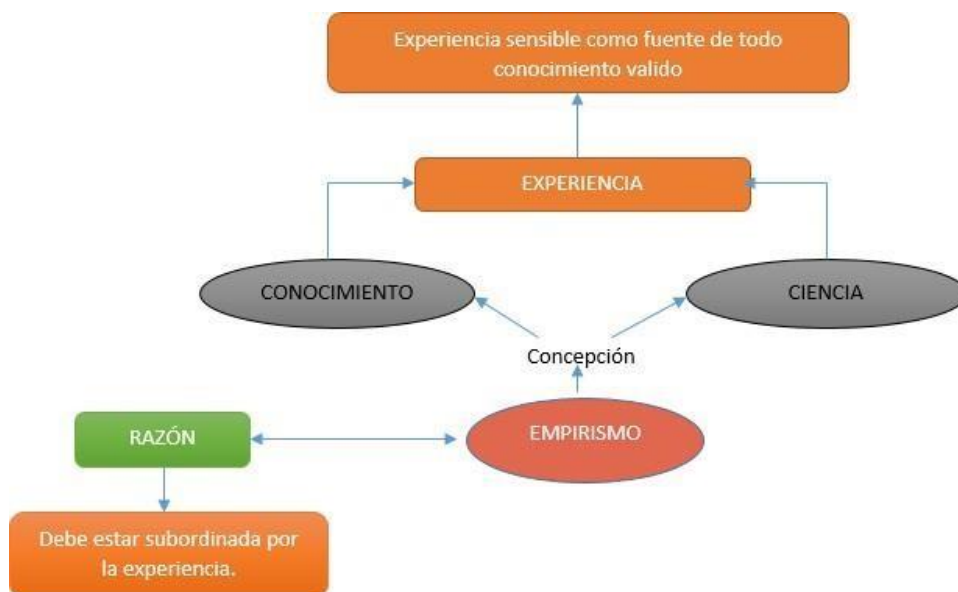 Experiencia sensible como fuente de todo
conocimiento valido
EXPERIENCIA
CONOCIMIENTO
CIENCIA
Concepción
RAZÓN
EMPIRISMO
Debe estar subordinada por
la experiencia.